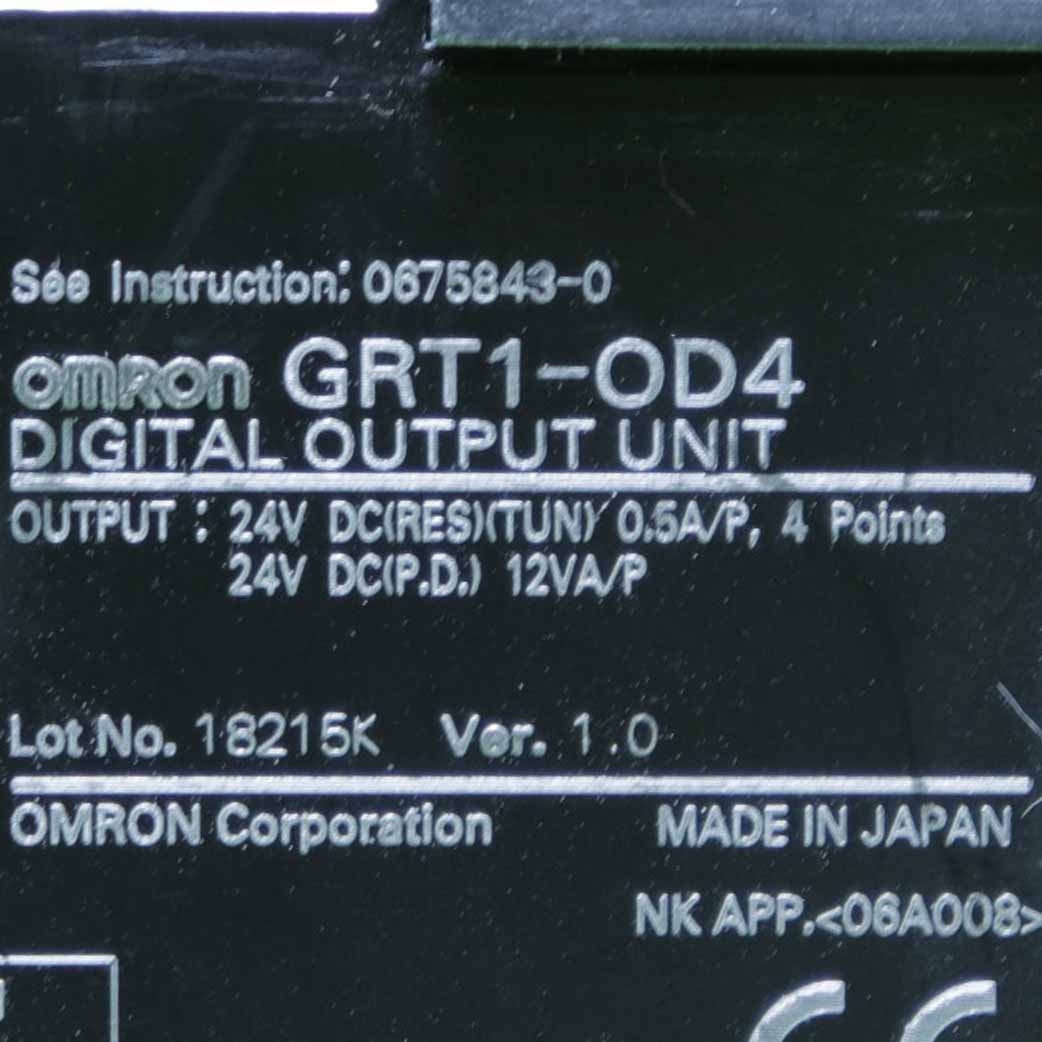 See Instruction: 0675843-0
OMRON GRT1-OD4
DIGITAL OUTPUT UNIT
OUTPUT : 24V DC(RES)(TUN) 0.5A/P, 4 Points
24V DC(P.D.) 12VA/P
Lot No. 18215K Ver. 1.0
OMRON Corporation MADE IN JAPAN
NK APP.<06A008>
CE